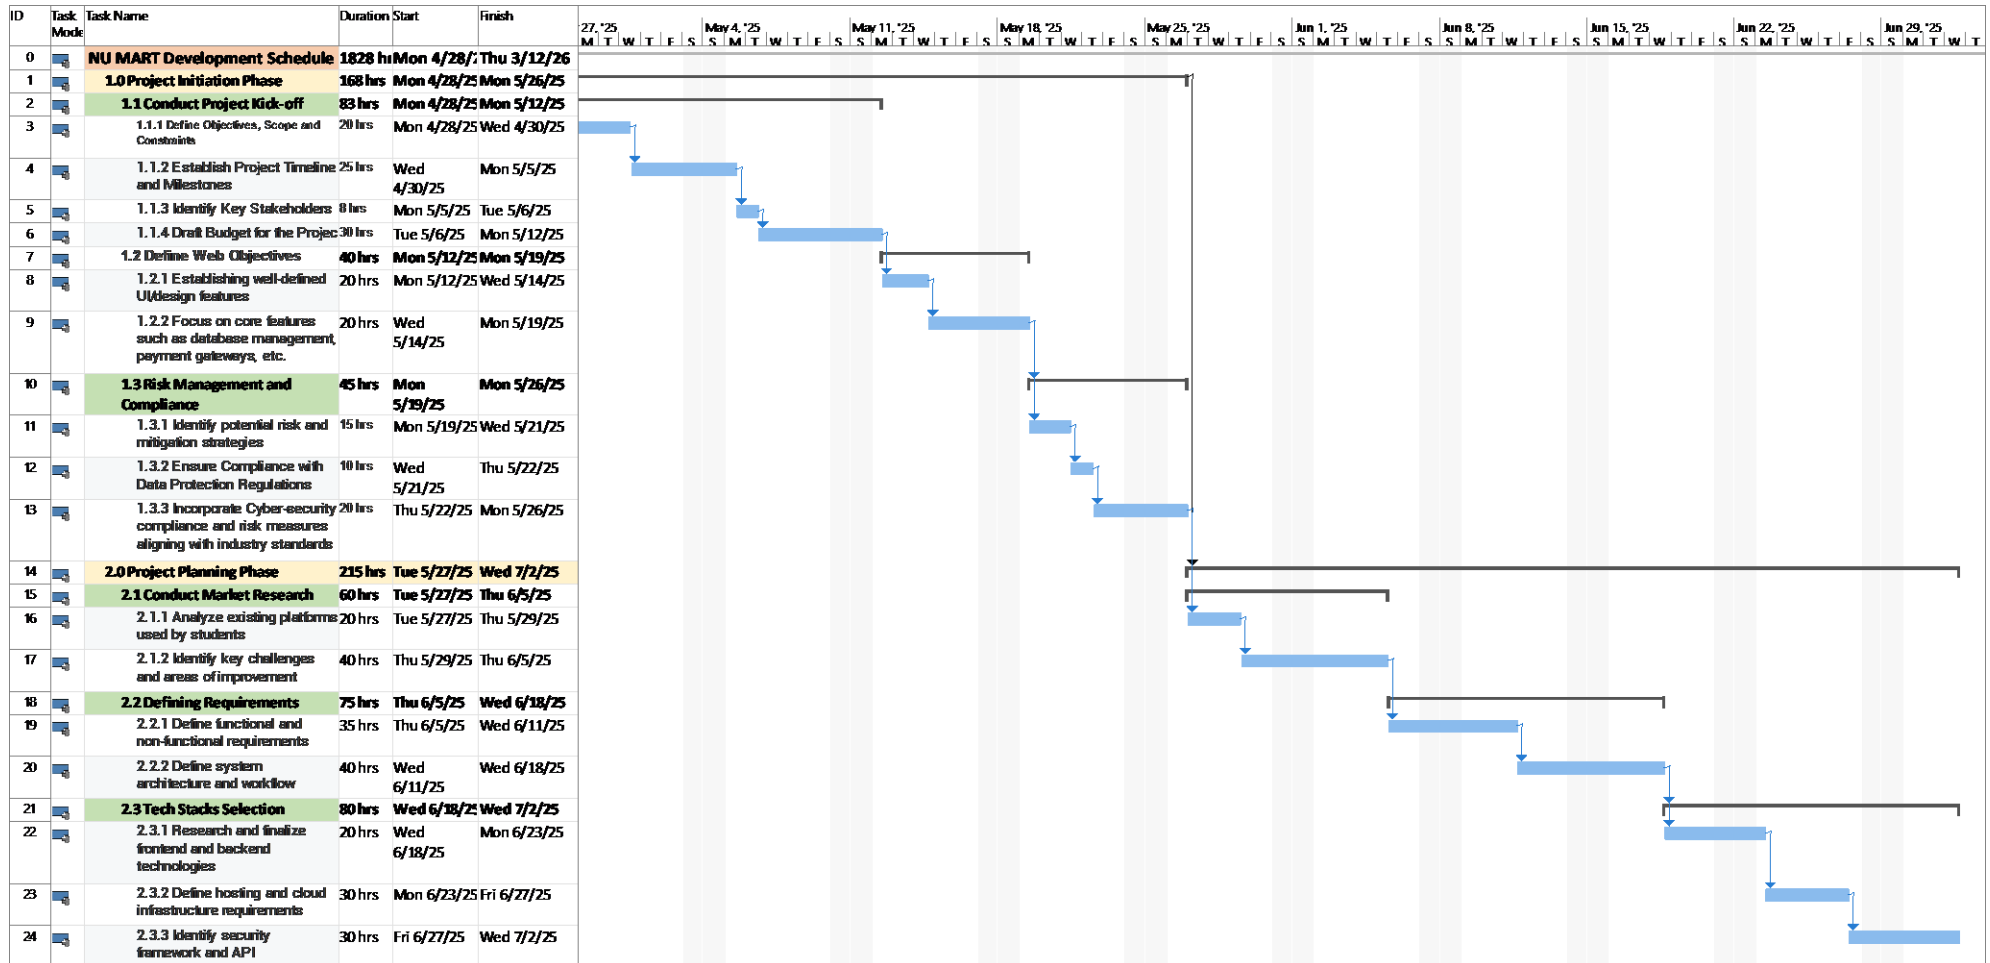 ID Task Mode Task Name Duration Start Finish 27, '25 May 4, '25 May 11, '25 May 18, '25 May 25, '25 Jun 1, '25 Jun 8, '25 Jun 15, '25 Jun 22, '25 Jun 29, '25
M T W T F S S M T W T F S S M T W T F S S M T W T F S S M T W T F S S M T W T F S S M T W T F S S M T W T F S S M T W T F S S M T W T
0 NU MART Development Schedule 1828 hr Mon 4/28/2 Thu 3/12/26
1 1.0 Project Initiation Phase 168 hrs Mon 4/28/25 Mon 5/26/25
2 1.1 Conduct Project Kick-off 83 hrs Mon 4/28/25 Mon 5/12/25
3 1.1.1 Define Objectives, Scope and 20 hrs Mon 4/28/25 Wed 4/30/25
Constraints
4 1.1.2 Establish Project Timeline 25 hrs Wed Mon 5/5/25
and Milestones 4/30/25
5 1.1.3 Identify Key Stakeholders 8 hrs Mon 5/5/25 Tue 5/6/25
6 1.1.4 Draft Budget for the Projec 30 hrs Tue 5/6/25 Mon 5/12/25
7 1.2 Define Web Objectives 40 hrs Mon 5/12/25 Mon 5/19/25
8 1.2.1 Establishing well-defined 20 hrs Mon 5/12/25 Wed 5/14/25
UI/design features
9 1.2.2 Focus on core features 20 hrs Wed Mon 5/19/25
such as database management, 5/14/25
payment gateways, etc.
10 1.3 Risk Management and 45 hrs Mon Mon 5/26/25
Compliance 5/19/25
11 1.3.1 Identify potential risk and 15 hrs Mon 5/19/25 Wed 5/21/25
mitigation strategies
12 1.3.2 Ensure Compliance with 10 hrs Wed Thu 5/22/25
Data Protection Regulations 5/21/25
13 1.3.3 Incorporate Cyber-security 20 hrs Thu 5/22/25 Mon 5/26/25
compliance and risk measures
aligning with industry standards
14 2.0 Project Planning Phase 215 hrs Tue 5/27/25 Wed 7/2/25
15 2.1 Conduct Market Research 60 hrs Tue 5/27/25 Thu 6/5/25
16 2.1.1 Analyze existing platforms 20 hrs Tue 5/27/25 Thu 5/29/25
used by students
17 2.1.2 Identify key challenges 40 hrs Thu 5/29/25 Thu 6/5/25
and areas of improvement
18 2.2 Defining Requirements 75 hrs Thu 6/5/25 Wed 6/18/25
19 2.2.1 Define functional and 35 hrs Thu 6/5/25 Wed 6/11/25
non-functional requirements
20 2.2.2 Define system 40 hrs Wed Wed 6/18/25
architecture and workflow 6/11/25
21 2.3 Tech Stacks Selection 80 hrs Wed 6/18/25 Wed 7/2/25
22 2.3.1 Research and finalize 20 hrs Wed Mon 6/23/25
frontend and backend 6/18/25
technologies
23 2.3.2 Define hosting and cloud 30 hrs Mon 6/23/25 Fri 6/27/25
infrastructure requirements
24 2.3.3 Identify security 30 hrs Fri 6/27/25 Wed 7/2/25
framework and API